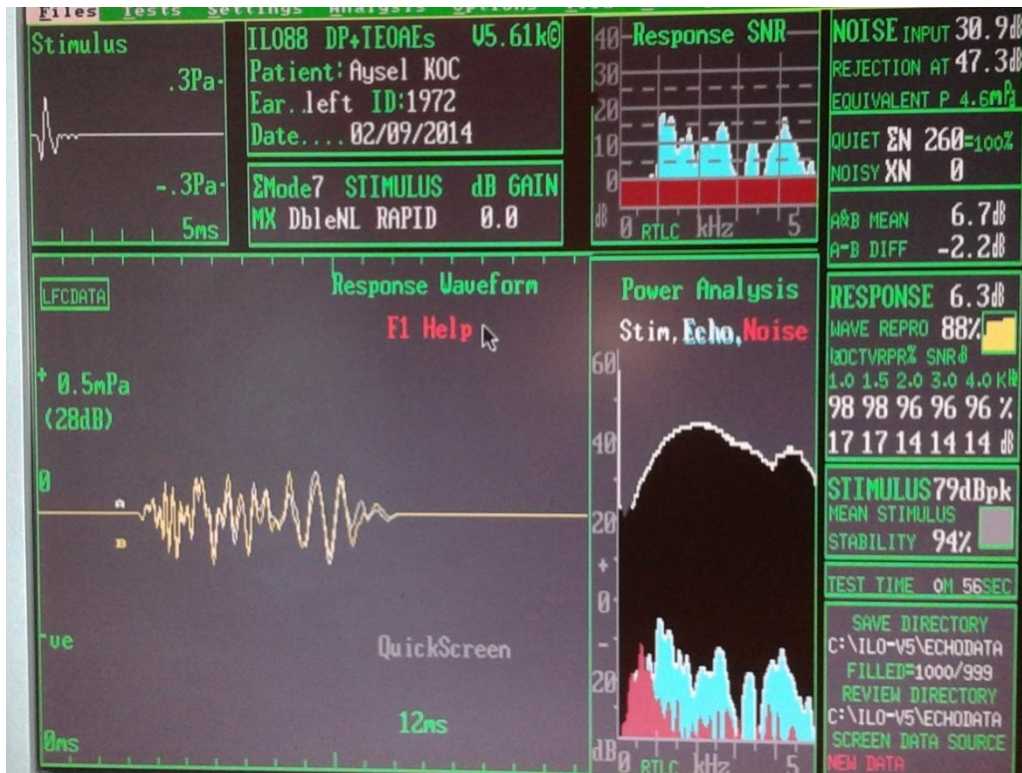 Files Tests Settings Analysis Options
Stimulus
.3Pa
-.3Pa
5ms
ILO88 DP+TEOAEs V5.61k©
Patient: Aysel KOC
Ear..left ID:1972
Date.... 02/09/2014
ΣMode7 STIMULUS dB GAIN
MX DbleNL RAPID 0.0
Response SNR
40
30
20
10
0
dB
0 RTLC kHz 5
NOISE INPUT 30.9dB
REJECTION AT 47.3dB
EQUIVALENT P 4.6mPa
QUIET ΣN 260=100%
NOISY XN 0
A&B MEAN 6.7dB
A-B DIFF -2.2dB
LFCDATA
Response Waveform
F1 Help
+ 0.5mPa
(28dB)
0
A
B
-ve
QuickScreen
12ms
0ms
Power Analysis
Stim,Echo,Noise
60
40
20
+
0
-
20
dB
0 RTLC kHz 5
RESPONSE 6.3dB
WAVE REPRO 88%
½OCTVRPR% SNRdB
1.0 1.5 2.0 3.0 4.0 KHz
98 98 96 96 96 %
17 17 14 14 14 dB
STIMULUS 79dBpk
MEAN STIMULUS
STABILITY 94%
TEST TIME 0M 56SEC
SAVE DIRECTORY
C:\ILO-V5\ECHODATA
FILLED=1000/999
REVIEW DIRECTORY
C:\ILO-V5\ECHODATA
SCREEN DATA SOURCE
NEW DATA